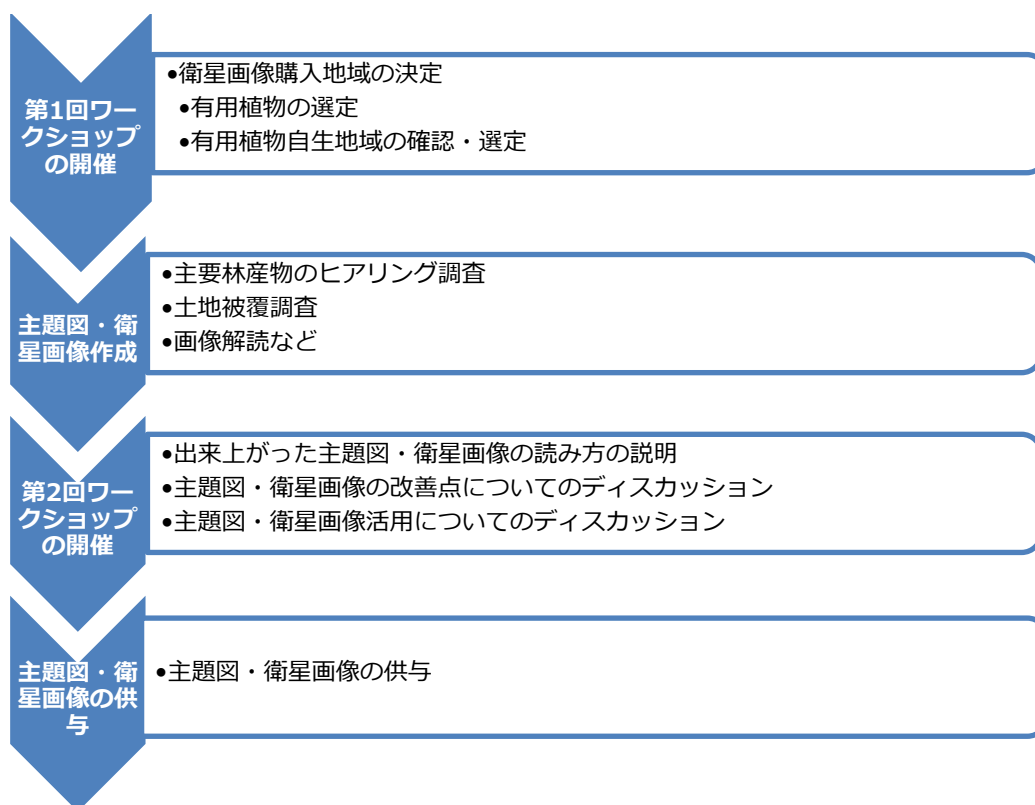 第1回ワー
クショップ
の開催
•衛星画像購入地域の決定
•有用植物の選定
•有用植物自生地域の確認・選定
主題図・衛
星画像作成
•主要林産物のヒアリング調査
•土地被覆調査
•画像解読など
第2回ワー
クショップ
の開催
•出来上がった主題図・衛星画像の読み方の説明
•主題図・衛星画像の改善点についてのディスカッション
•主題図・衛星画像活用についてのディスカッション
主題図・衛
星画像の供
与
•主題図・衛星画像の供与